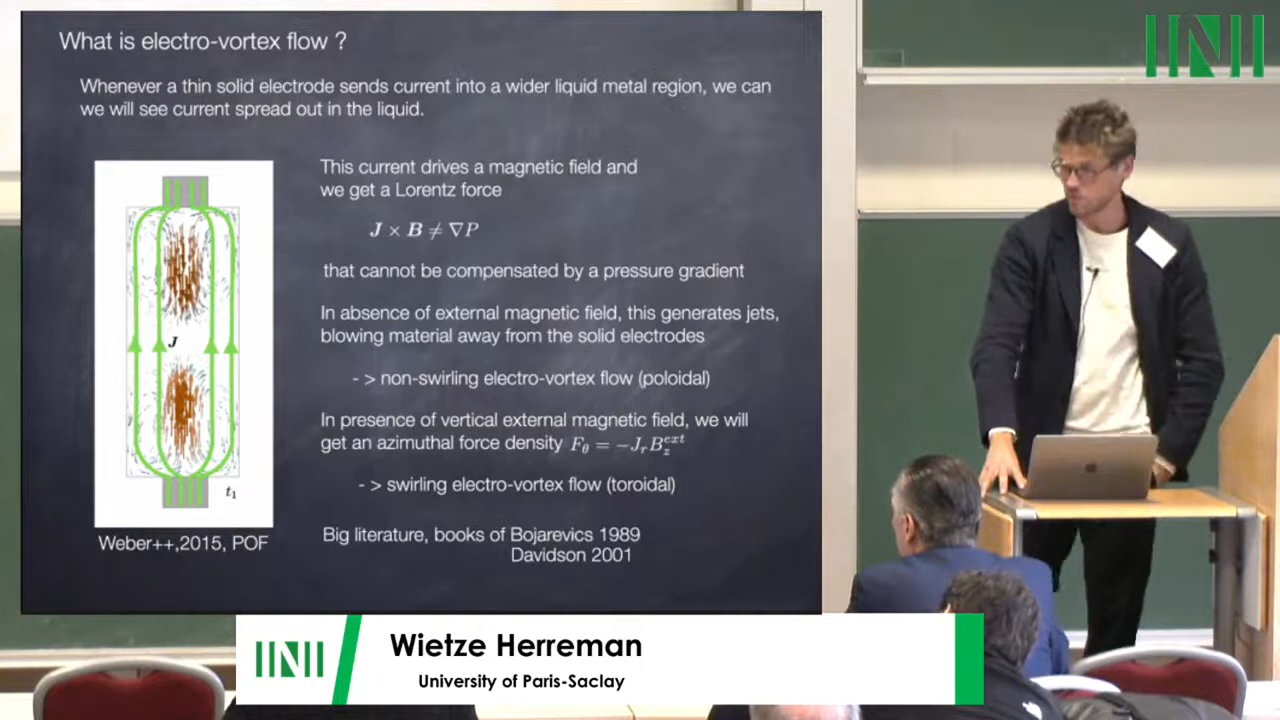 What is electro-vortex flow ?
Whenever a thin solid electrode sends current into a wider liquid metal region, we can
we will see current spread out in the liquid.
This current drives a magnetic field and
we get a Lorentz force
J × B ≠ ∇P
that cannot be compensated by a pressure gradient
In absence of external magnetic field, this generates jets,
blowing material away from the solid electrodes
- > non-swirling electro-vortex flow (poloidal)
In presence of vertical external magnetic field, we will
get an azimuthal force density F_θ = −J_r B_z^{ext}
- > swirling electro-vortex flow (toroidal)
Big literature, books of Bojarevics 1989
Davidson 2001
J
t₁
Weber++,2015, POF
INI
INI
Wietze Herreman
University of Paris-Saclay